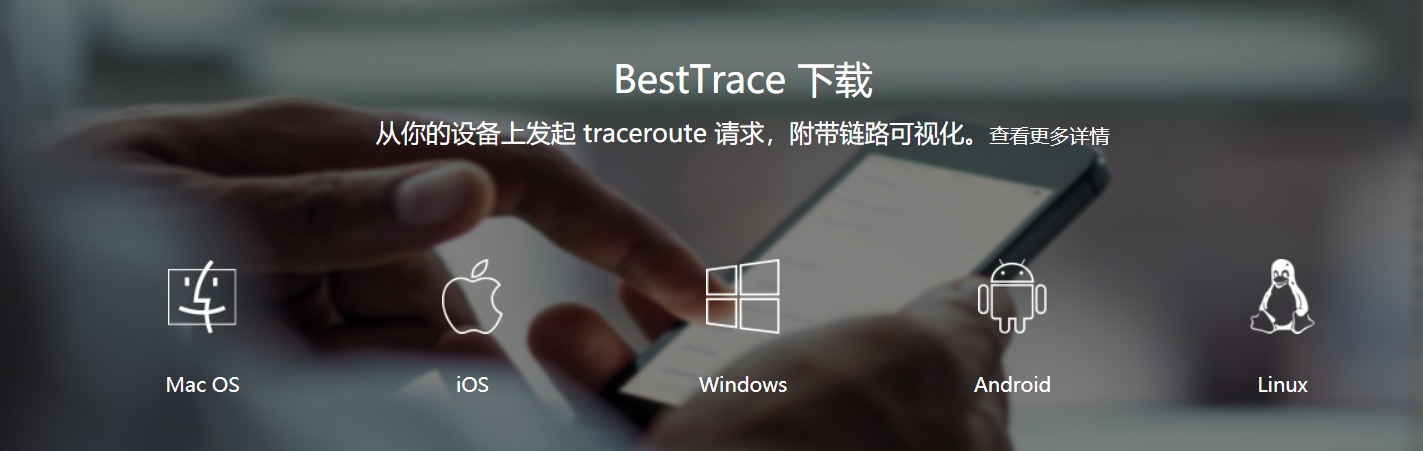 BestTrace 下载
从你的设备上发起 traceroute 请求，附带链路可视化。查看更多详情
Mac OS
iOS
Windows
Android
Linux